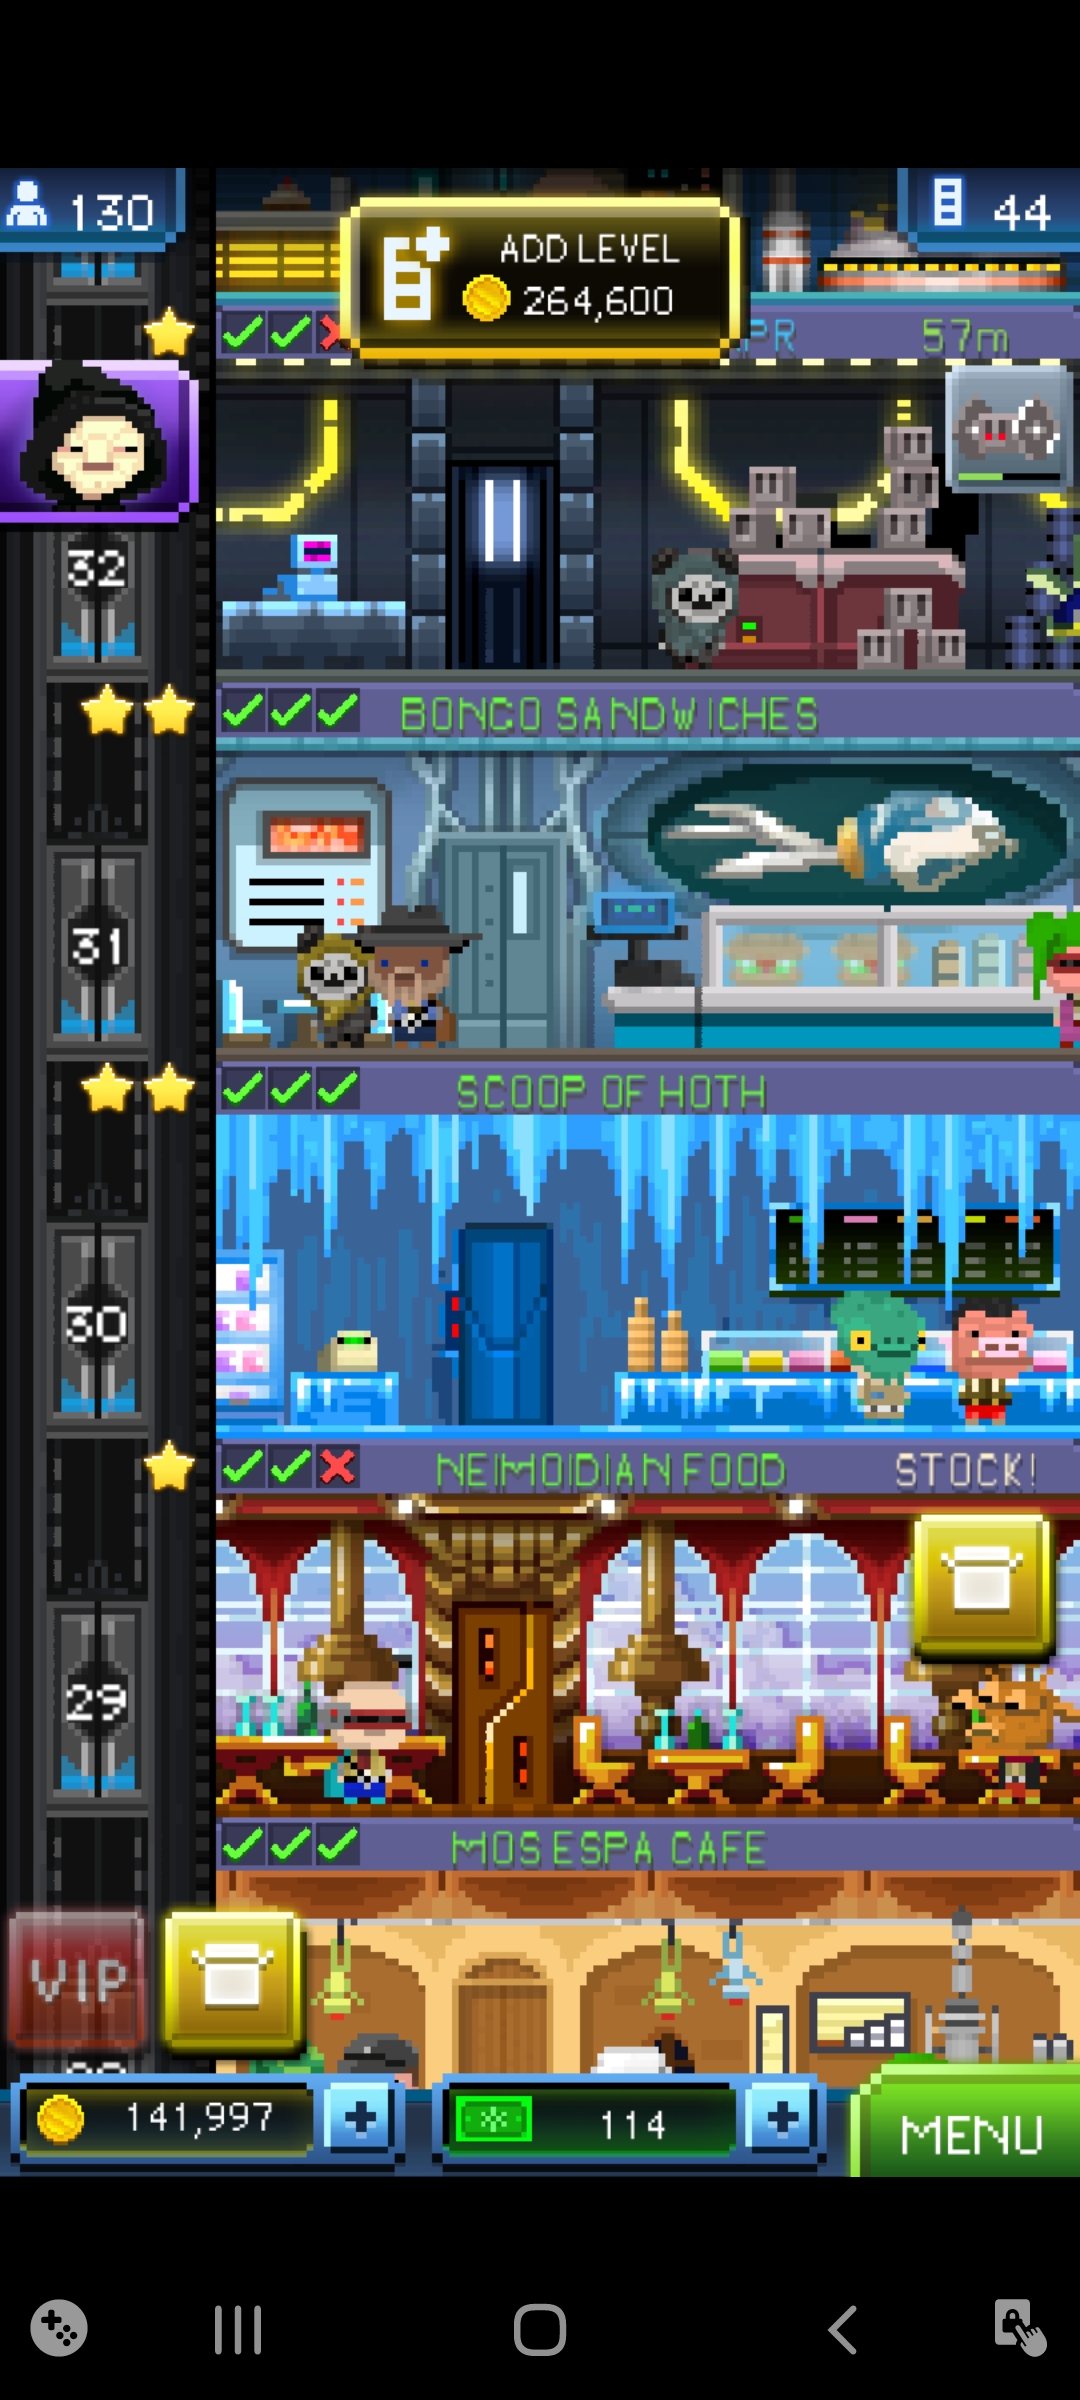 130
44
ADD LEVEL
264,600
57m
32
BONGO SANDWICHES
31
SCOOP OF HOTH
30
NEIMOIDIAN FOOD
STOCK!
29
MOS ESPA CAFE
VIP
141,997
114
MENU